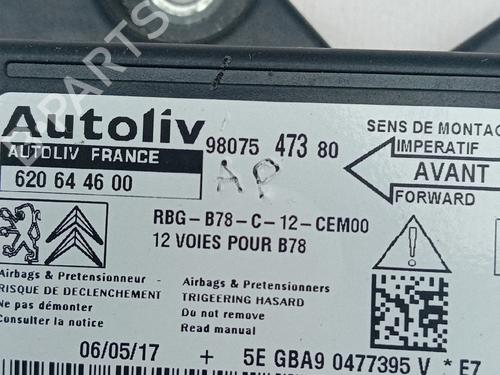 Autoliv
AUTOLIV FRANCE
620 64 46 00
98075 473 80
AP
SENS DE MONTAG
IMPERATIF
AVANT
FORWARD
RBG-B78-C-12-CEM00
12 VOIES POUR B78
Airbags & Pretensionneur
RISQUE DE DECLENCHEMENT
Ne pas démonter
Consulter la notice
Airbags & Pretensionners
TRIGEERING HASARD
Do not remove
Read manual
06/05/17 + 5E GBA9 0477395 V * E7